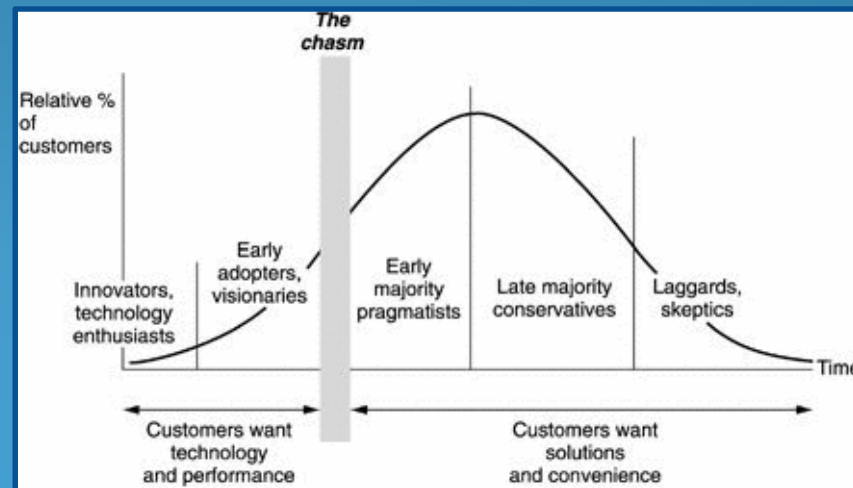 The
chasm
Relative %
of
customers
Innovators,
technology
enthusiasts
Early
adopters,
visionaries
Early
majority
pragmatists
Late majority
conservatives
Laggards,
skeptics
Time
Customers want
technology
and performance
Customers want
solutions
and convenience